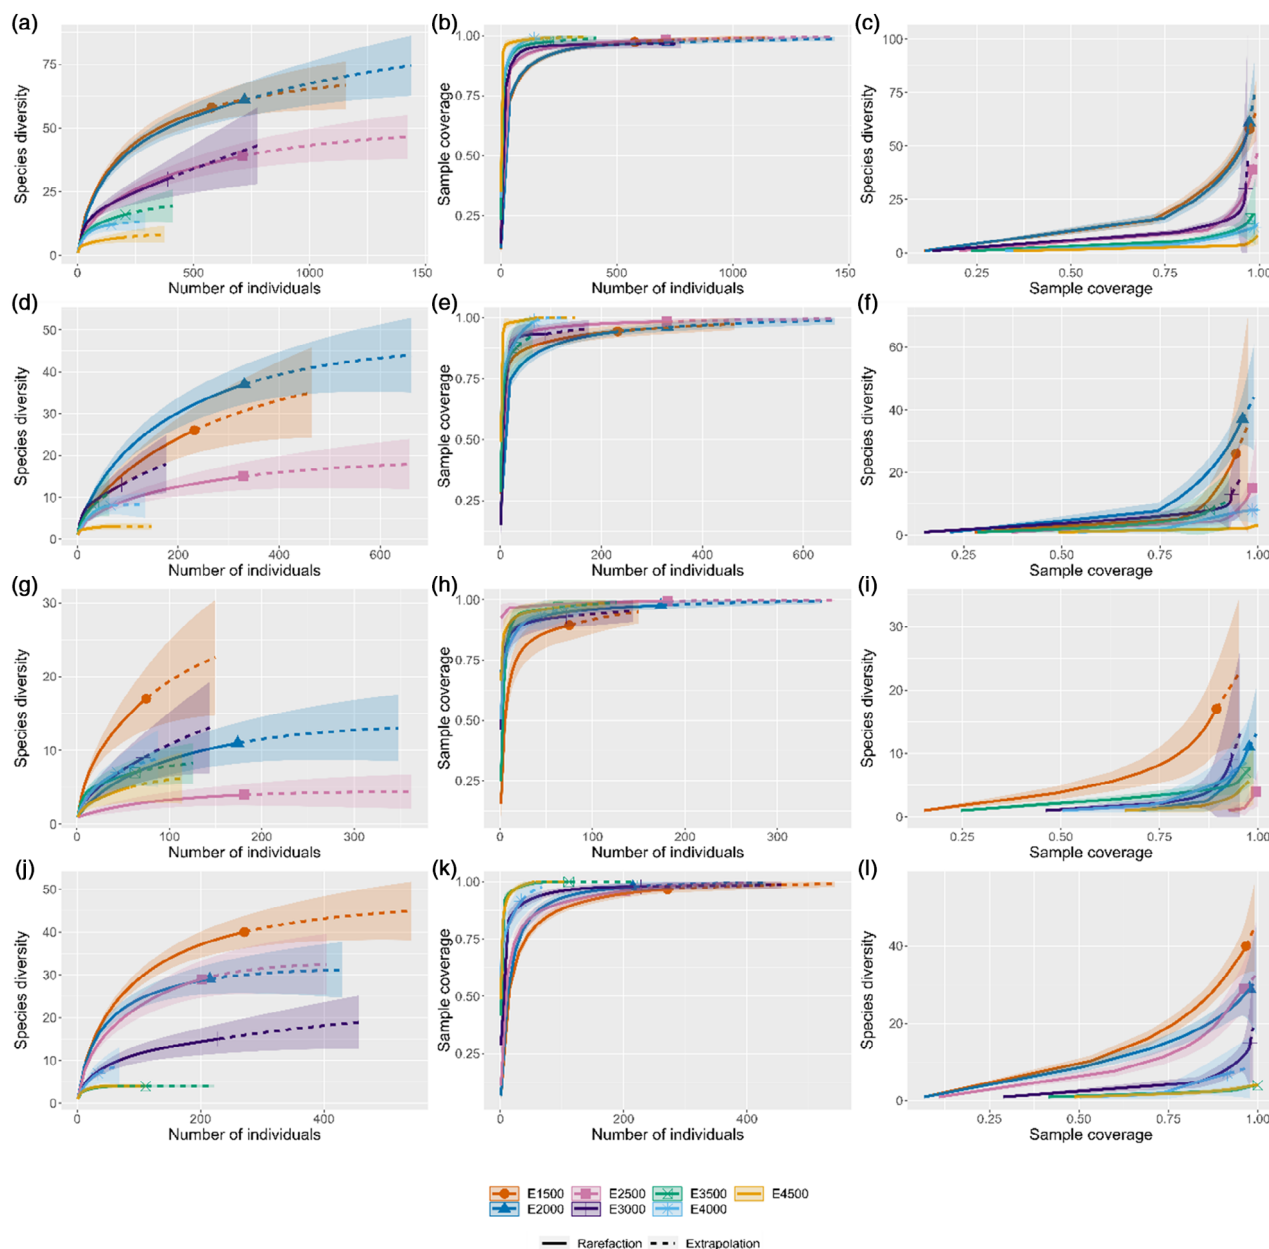 (a) (b) (c)
Species diversity
75
50
25
0
0 500 1000 150
Number of individuals
Sample coverage
1.00
0.75
0.50
0.25
0 500 1000 150
Number of individuals
Species diversity
100
75
50
25
0
0.25 0.50 0.75 1.00
Sample coverage
(d) (e) (f)
Species diversity
50
40
30
20
10
0
0 200 400 600
Number of individuals
Sample coverage
1.00
0.75
0.50
0.25
0 200 400 600
Number of individuals
Species diversity
60
40
20
0
0.25 0.50 0.75 1.00
Sample coverage
(g) (h) (i)
Species diversity
30
20
10
0
0 100 200 300
Number of individuals
Sample coverage
1.00
0.75
0.50
0.25
0 100 200 300
Number of individuals
Species diversity
30
20
10
0
0.25 0.50 0.75 1.00
Sample coverage
(j) (k) (l)
Species diversity
50
40
30
20
10
0
0 200 400
Number of individuals
Sample coverage
1.00
0.75
0.50
0.25
0 200 400
Number of individuals
Species diversity
40
20
0
0.25 0.50 0.75 1.00
Sample coverage
E1500 E2500 E3500 E4500
E2000 E3000 E4000
Rarefaction Extrapolation